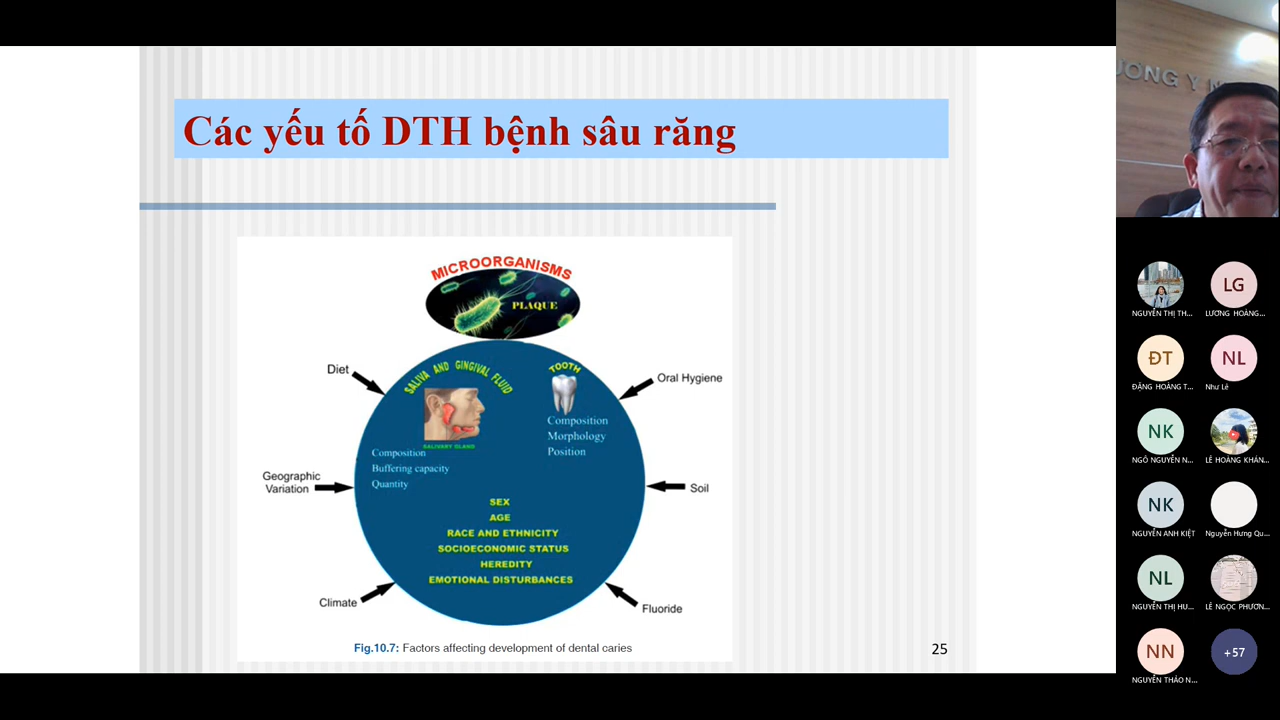 Các yếu tố DTH bệnh sâu răng
MICROORGANISMS
PLAQUE
SALIVA AND GINGIVAL FLUID
TOOTH
SALIVERY GLAND
Composition
Buffering capacity
Quantity
Composition
Morphology
Position
SEX
AGE
RACE AND ETHNICITY
SOCIOECONOMIC STATUS
HEREDITY
EMOTIONAL DISTURBANCES
Diet
Oral Hygiene
Geographic
Variation
Soil
Climate
Fluoride
Fig.10.7: Factors affecting development of dental caries
25
ƯƠNG Y
NGUYỄN THỊ TH...
LG
LƯƠNG HOÀNG...
ĐT
ĐẶNG HOÀNG T...
NL
Như Lê
NK
NGÔ NGUYỄN N...
LÊ HOÀNG KHÁN...
NK
NGUYỄN ANH KIỆT
Nguyễn Hưng Qu...
NL
NGUYỄN THỊ HU...
LÊ NGỌC PHƯƠN...
NN
NGUYỄN THẢO N...
+57